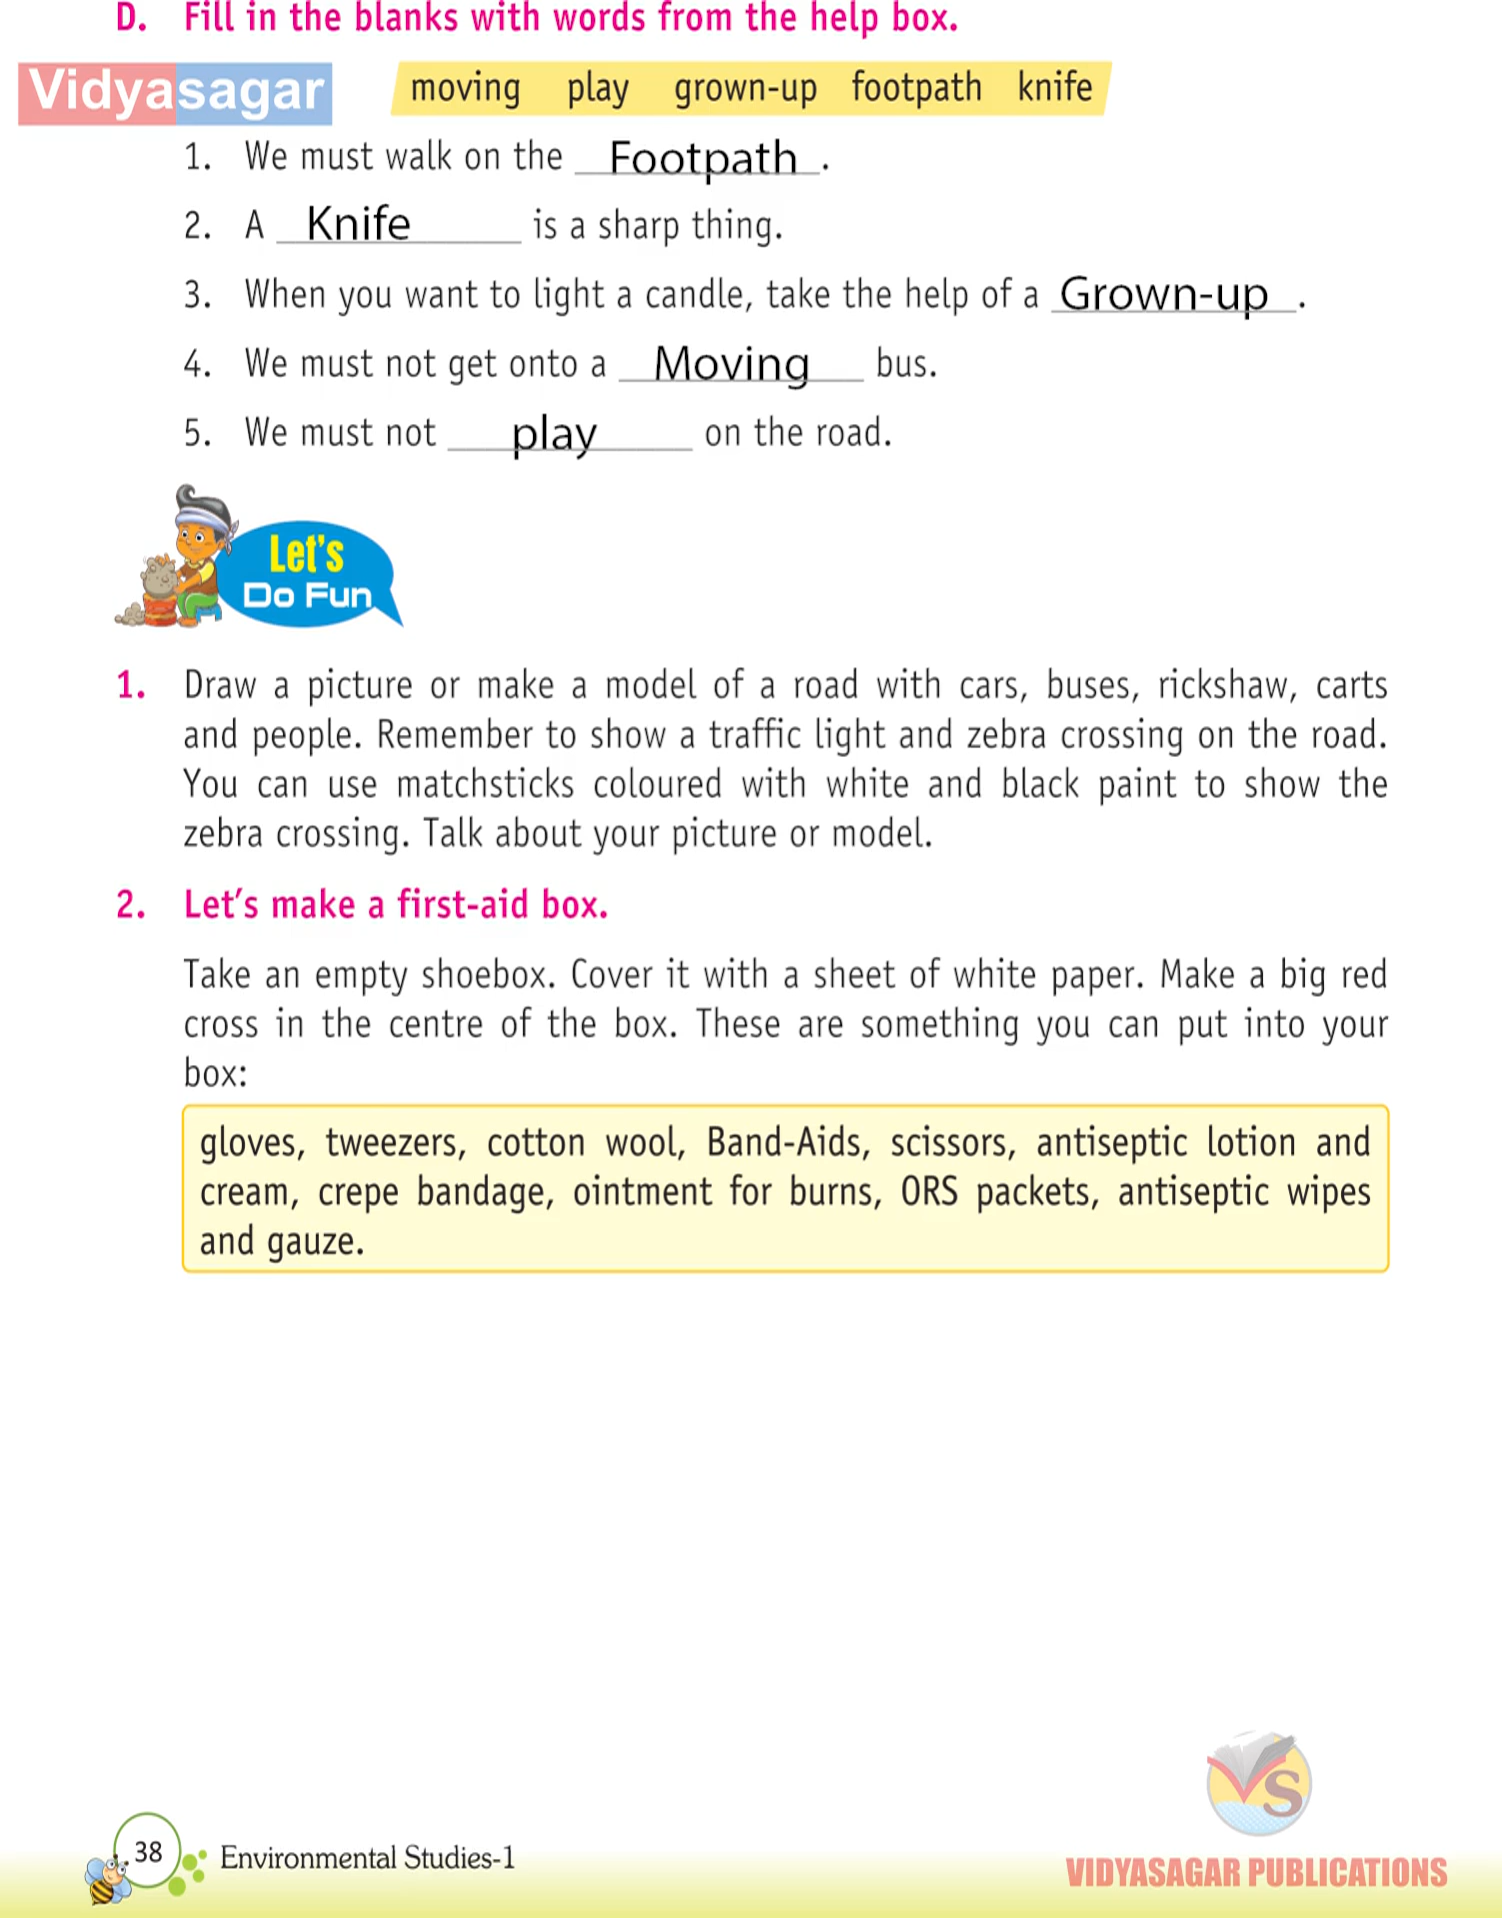 D. Fill in the blanks with words from the help box.
Vidyasagar
moving play grown-up footpath knife
1. We must walk on the Footpath.
2. A Knife is a sharp thing.
3. When you want to light a candle, take the help of a Grown-up.
4. We must not get onto a Moving bus.
5. We must not play on the road.
Let's
Do Fun
1. Draw a picture or make a model of a road with cars, buses, rickshaw, carts
and people. Remember to show a traffic light and zebra crossing on the road.
You can use matchsticks coloured with white and black paint to show the
zebra crossing. Talk about your picture or model.
2. Let's make a first-aid box.
Take an empty shoebox. Cover it with a sheet of white paper. Make a big red
cross in the centre of the box. These are something you can put into your
box:
gloves, tweezers, cotton wool, Band-Aids, scissors, antiseptic lotion and
cream, crepe bandage, ointment for burns, ORS packets, antiseptic wipes
and gauze.
VS
38 Environmental Studies-1
VIDYASAGAR PUBLICATIONS